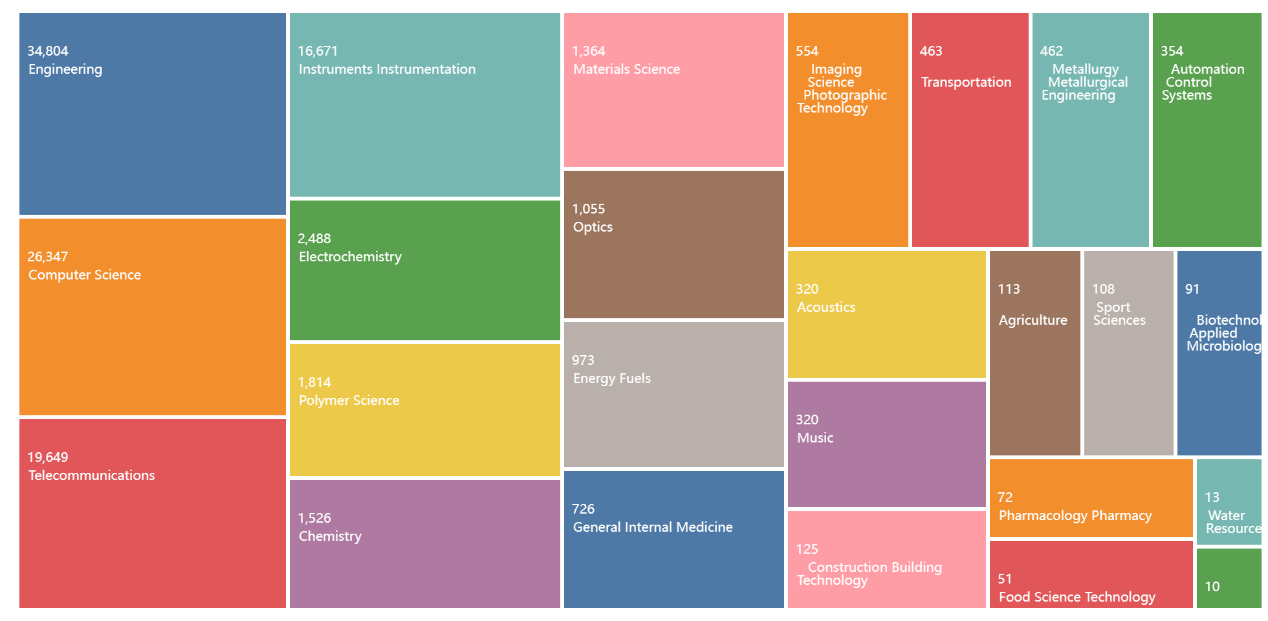 34,804
Engineering
26,347
Computer Science
19,649
Telecommunications
16,671
Instruments Instrumentation
2,488
Electrochemistry
1,814
Polymer Science
1,526
Chemistry
1,364
Materials Science
1,055
Optics
973
Energy Fuels
726
General Internal Medicine
554
Imaging
Science
Photographic
Technology
463
Transportation
462
Metallurgy
Metallurgical
Engineering
354
Automation
Control
Systems
320
Acoustics
320
Music
125
Construction Building
Technology
113
Agriculture
108
Sport
Sciences
91
Biotechnol
Applied
Microbiolog
72
Pharmacology Pharmacy
51
Food Science Technology
13
Water
Resource
10